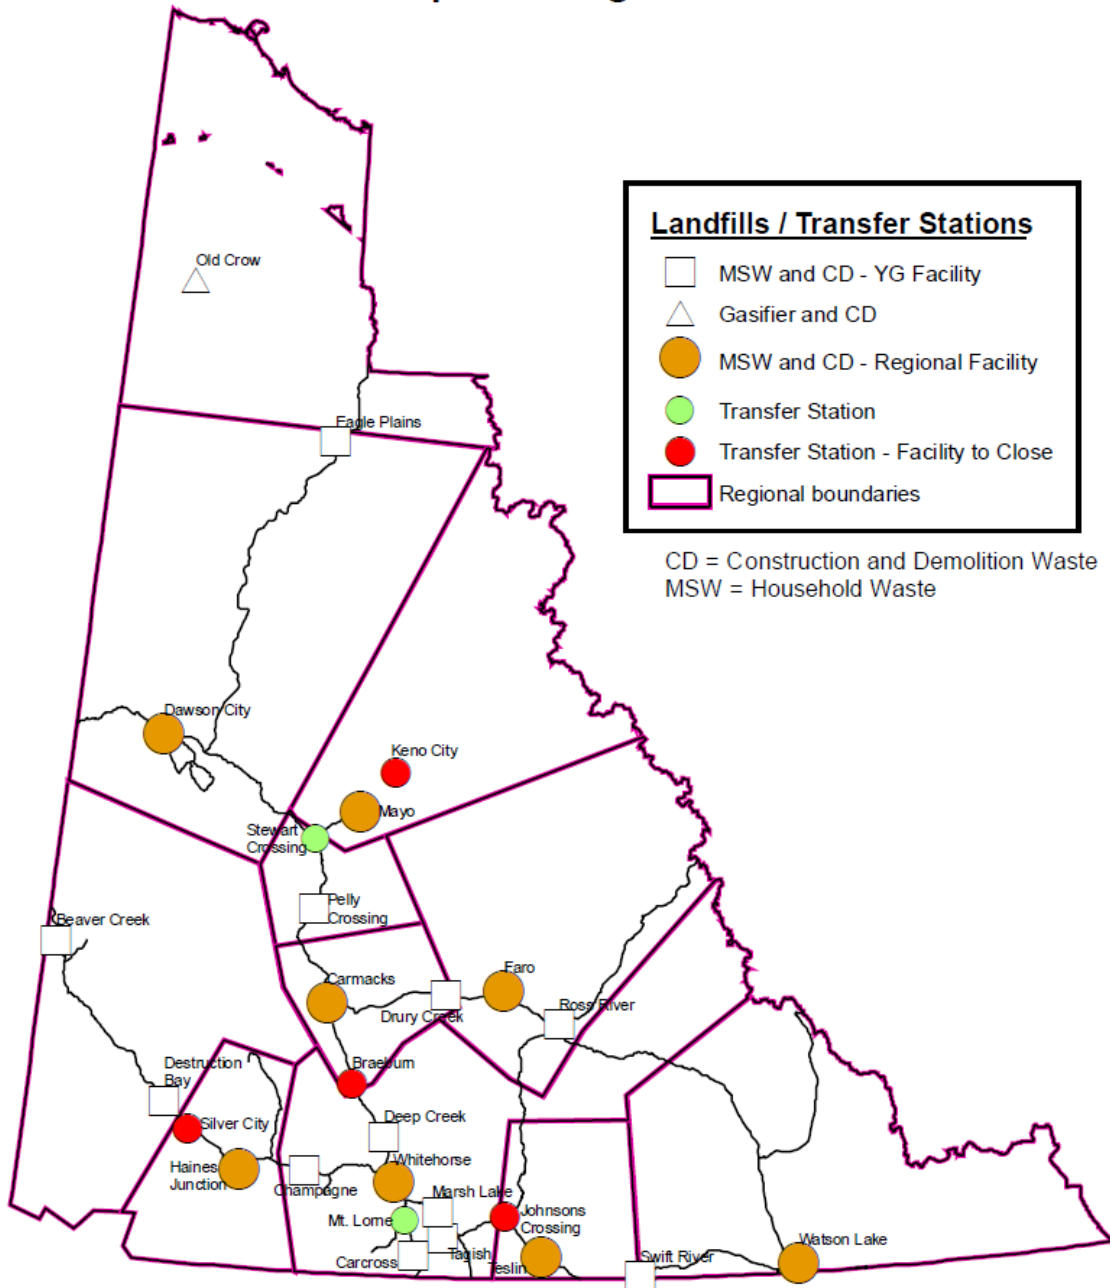 Old Crow
Landfills / Transfer Stations
MSW and CD - YG Facility
Gasifier and CD
MSW and CD - Regional Facility
Transfer Station
Transfer Station - Facility to Close
Regional boundaries
CD = Construction and Demolition Waste
MSW = Household Waste
Eagle Plains
Dawson City
Keno City
Mayo
Stewart
Crossing
Pelly
Crossing
Beaver Creek
Carmacks
Faro
Drury Creek
Ross River
Destruction
Bay
Braeburn
Silver City
Deep Creek
Haines
Junction
Champagne
Whitehorse
Marsh Lake
Mt. Lorne
Johnsons
Crossing
Carcross
Tagish
Teslin
Swift River
Watson Lake